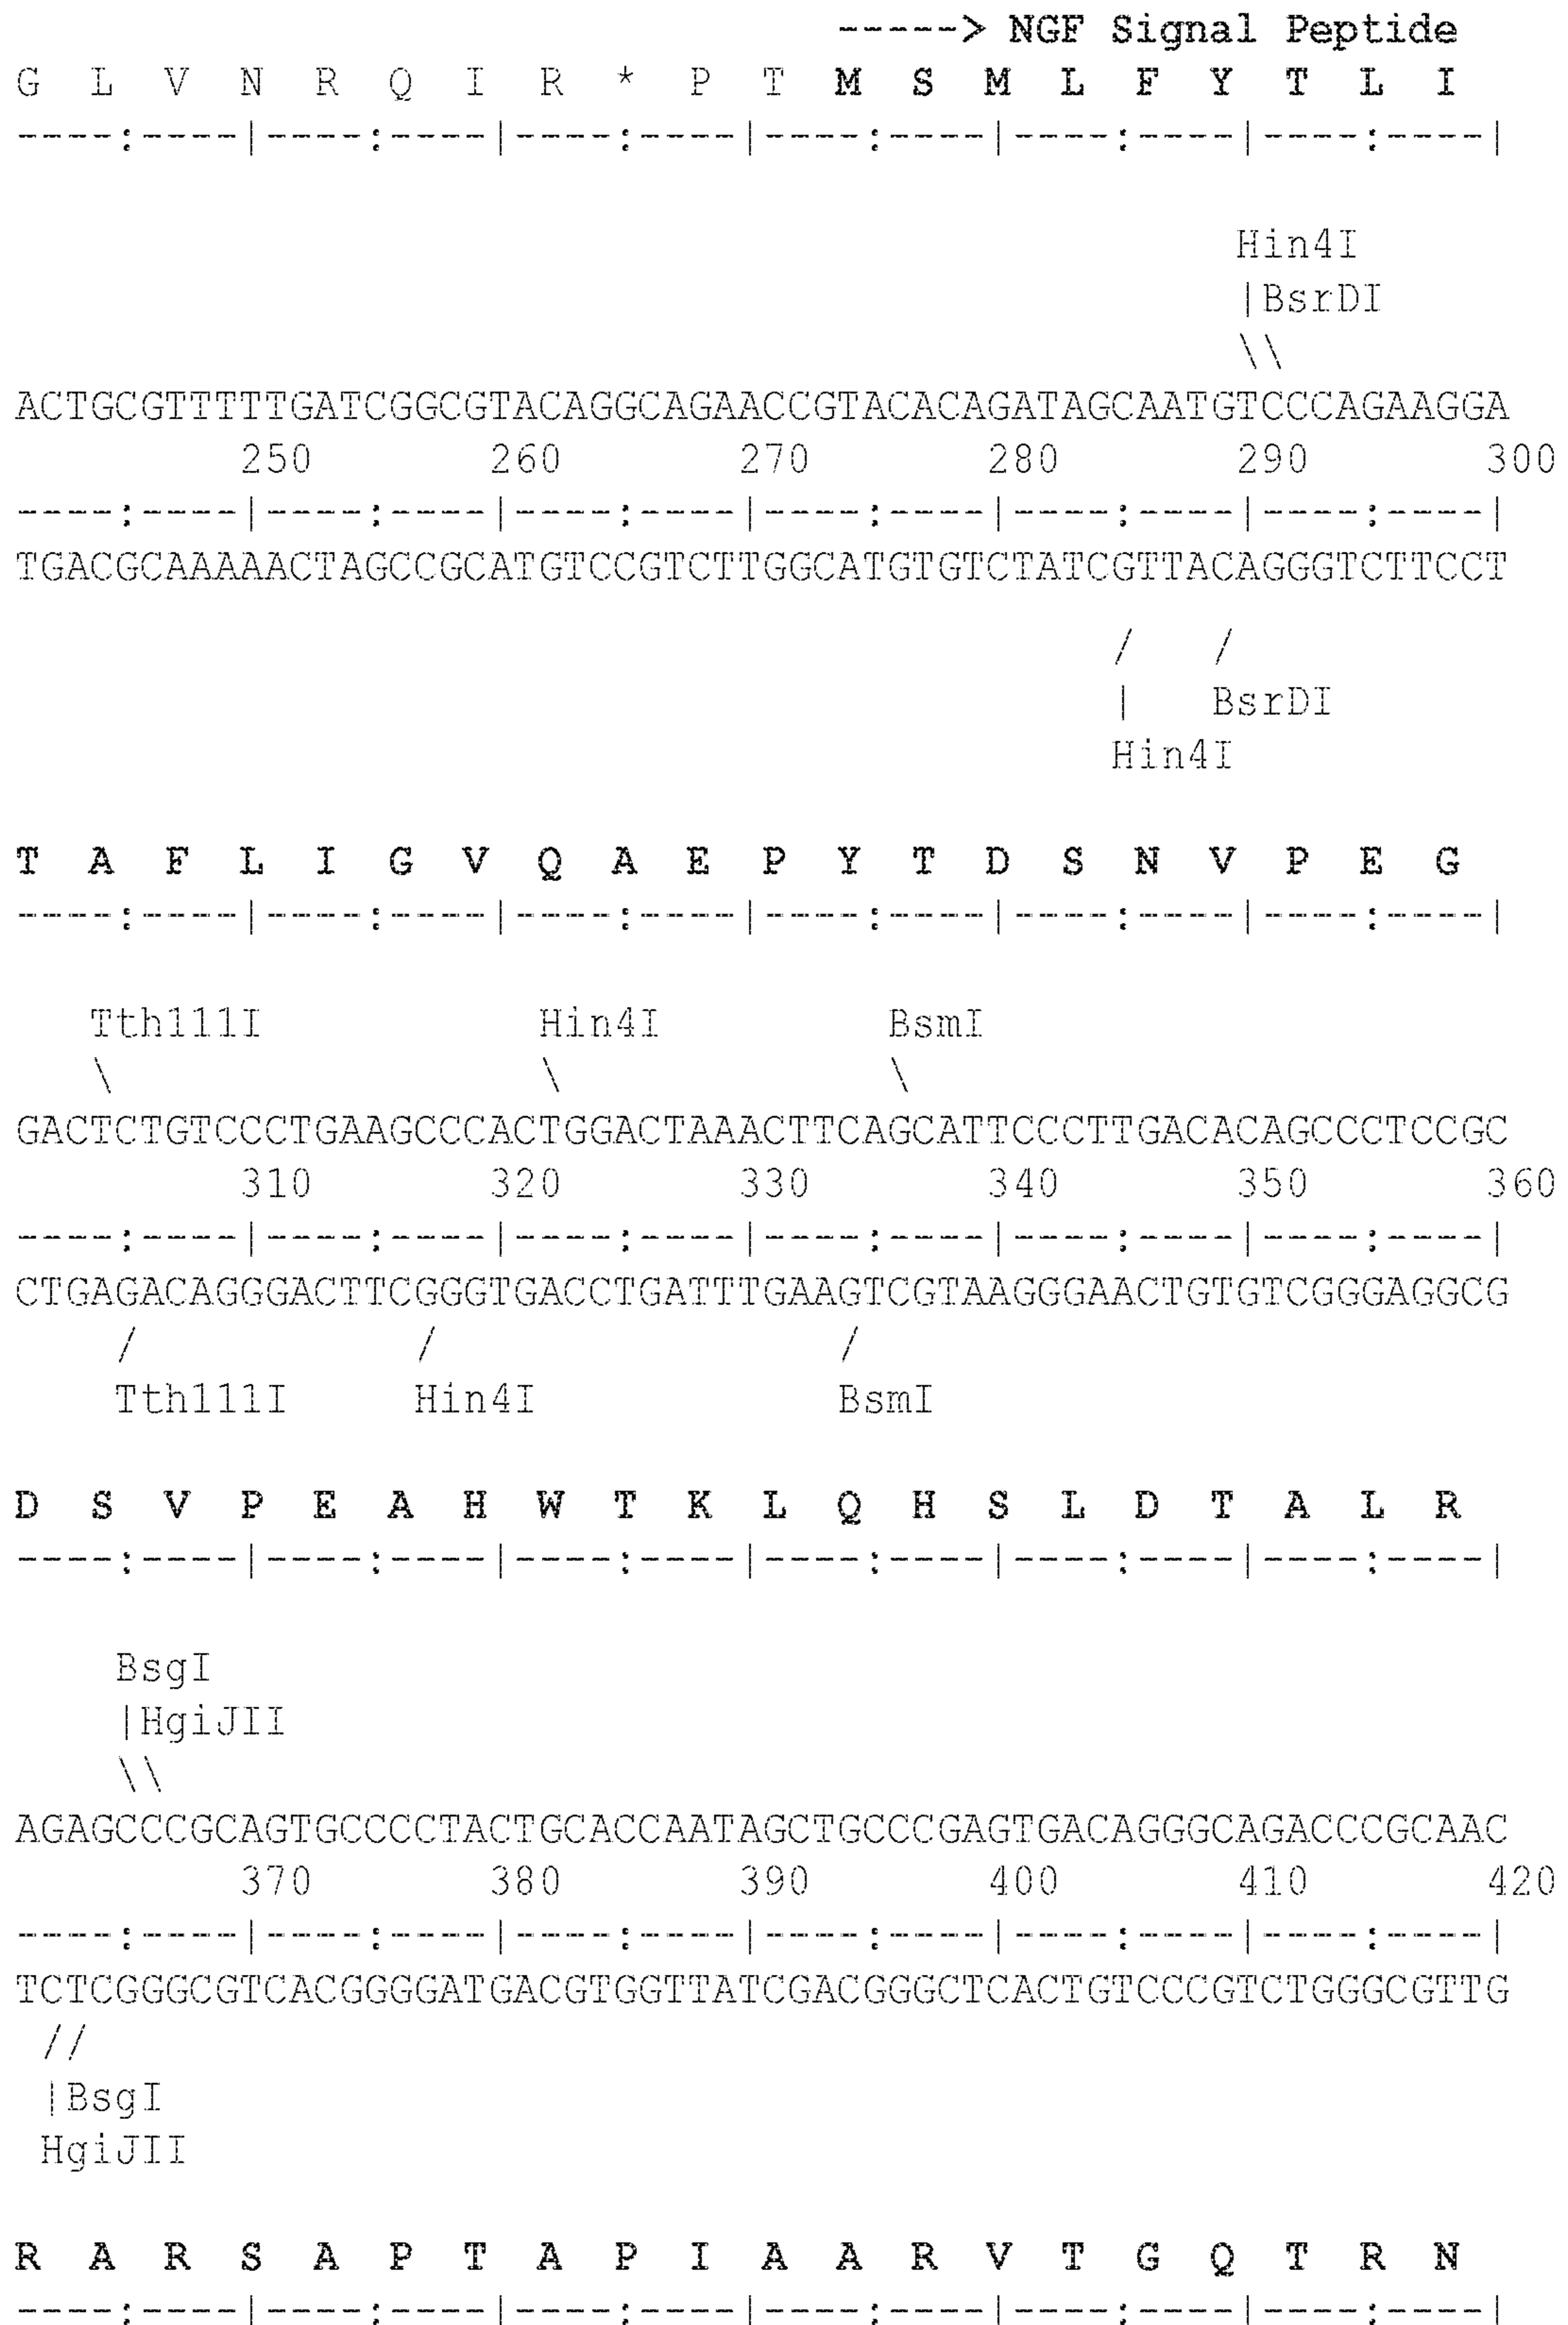 -----> NGF Signal Peptide
G L V N R Q I R * P T M S M L F Y T L I
----:----|----:----|----:----|----:----|----:----|----:----|
Hin4I
|BsrDI
\\
ACTGCGTTTTTGATCGGCGTACAGGCAGAACCGTACACAGATAGCAATGTCCCAGAAGGA
250 260 270 280 290 300
----:----|----:----|----:----|----:----|----:----|----:----|
TGACGCAAAAACTAGCCGCATGTCCGTCTTGGCATGTGTCTATCGTTACAGGGTCTTCCT
/ /
| BsrDI
Hin4I
T A F L I G V Q A E P Y T D S N V P E G
----:----|----:----|----:----|----:----|----:----|----:----|
Tth111I Hin4I BsmI
\ \ \
GACTCTGTCCCTGAAGCCCACTGGACTAAACTTCAGCATTCCCTTGACACAGCCCTCCGC
310 320 330 340 350 360
----:----|----:----|----:----|----:----|----:----|----:----|
CTGAGACAGGGACTTCGGGTGACCTGATTTGAAGTCGTAAGGGAACTGTGTCGGGAGGCG
/ / /
Tth111I Hin4I BsmI
D S V P E A H W T K L Q H S L D T A L R
----:----|----:----|----:----|----:----|----:----|----:----|
BsgI
|HgiJII
\\
AGAGCCCGCAGTGCCCCTACTGCACCAATAGCTGCCCGAGTGACAGGGCAGACCCGCAAC
370 380 390 400 410 420
----:----|----:----|----:----|----:----|----:----|----:----|
TCTCGGGCGTCACGGGGATGACGTGGTTATCGACGGGCTCACTGTCCCGTCTGGGCGTTG
//
|BsgI
HgiJII
R A R S A P T A P I A A R V T G Q T R N
----:----|----:----|----:----|----:----|----:----|----:----|